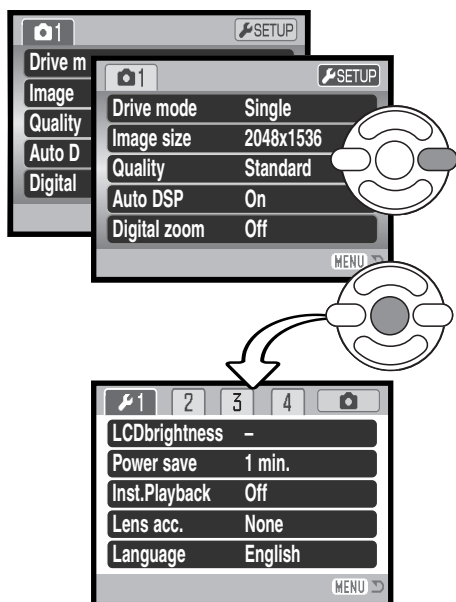 1 SETUP
Drive m
Image
Quality
Auto D
Digital
1 SETUP
Drive mode Single
Image size 2048x1536
Quality Standard
Auto DSP On
Digital zoom Off
MENU
1 2 3 4
LCDbrightness –
Power save 1 min.
Inst.Playback Off
Lens acc. None
Language English
MENU